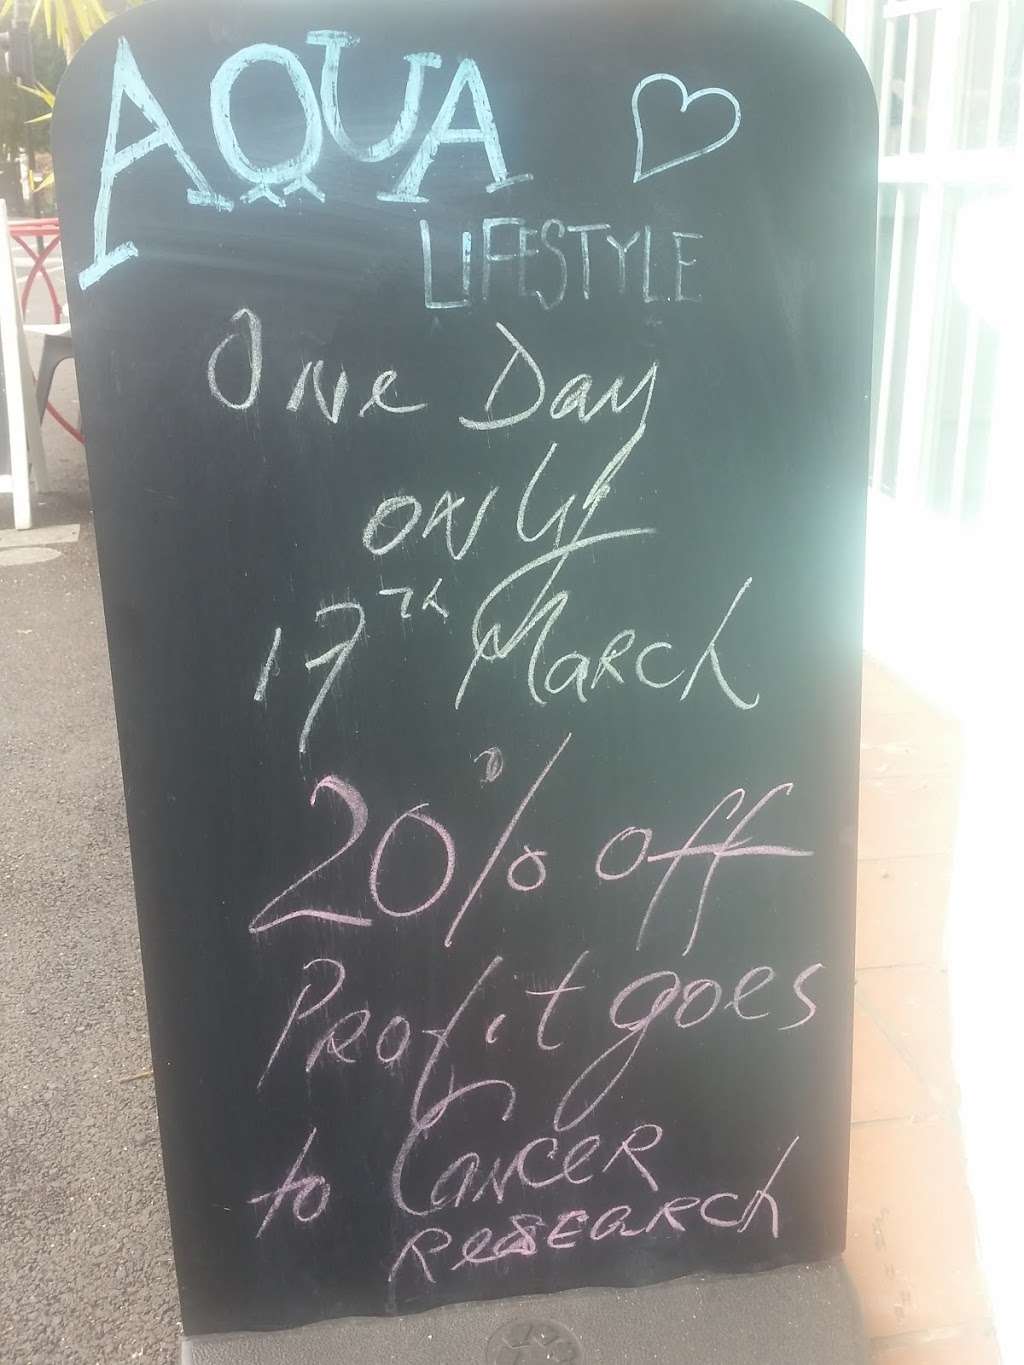 AQUA
LIFESTYLE
ONe Day
ONLY
17TH MARCH
20% off
PRofit goes
to CANCER
ReSEARCH